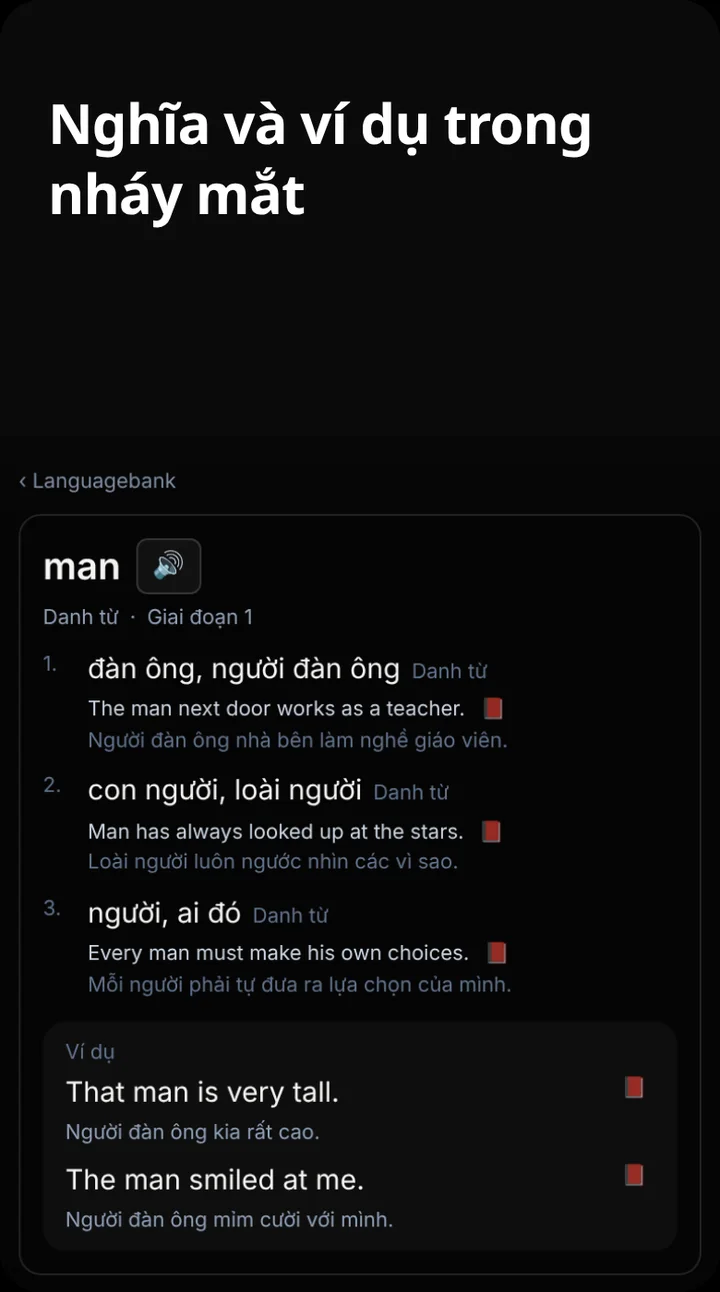 Nghĩa và ví dụ trong
nháy mắt
‹ Languagebank
man
Danh từ · Giai đoạn 1
1. đàn ông, người đàn ông Danh từ
The man next door works as a teacher.
Người đàn ông nhà bên làm nghề giáo viên.
2. con người, loài người Danh từ
Man has always looked up at the stars.
Loài người luôn ngước nhìn các vì sao.
3. người, ai đó Danh từ
Every man must make his own choices.
Mỗi người phải tự đưa ra lựa chọn của mình.
Ví dụ
That man is very tall.
Người đàn ông kia rất cao.
The man smiled at me.
Người đàn ông mỉm cười với mình.